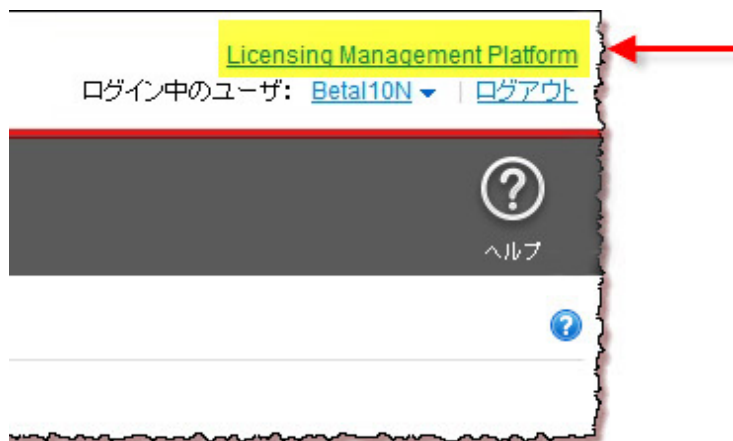 Licensing Management Platform
ログイン中のユーザ: Betal10N | ログアウト
ヘルプ